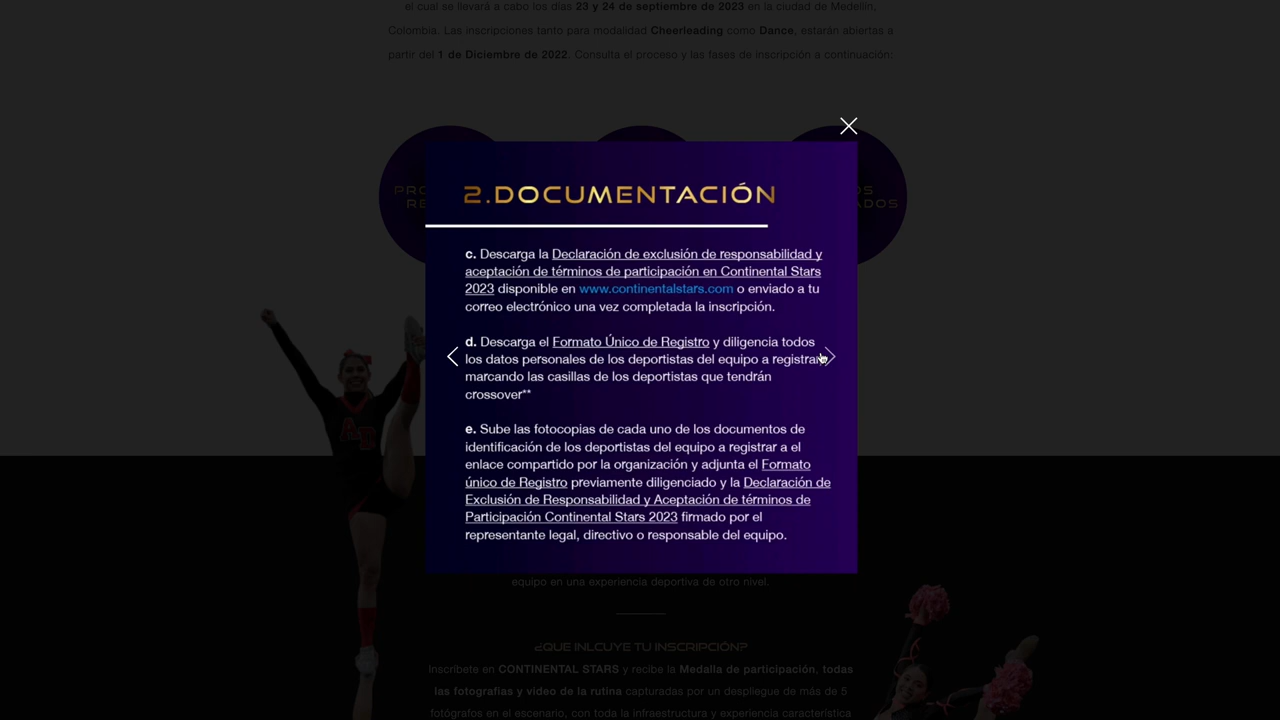 el cual se llevará a cabo los días 23 y 24 de septiembre de 2023 en la ciudad de Medellín,
Colombia. Las inscripciones tanto para modalidad Cheerleading como Dance, estarán abiertas a
partir del 1 de Diciembre de 2022. Consulta el proceso y las fases de inscripción a continuación:
2.DOCUMENTACIÓN
c. Descarga la Declaración de exclusión de responsabilidad y
aceptación de términos de participación en Continental Stars
2023 disponible en www.continentalstars.com o enviado a tu
correo electrónico una vez completada la inscripción.
d. Descarga el Formato Único de Registro y diligencia todos
los datos personales de los deportistas del equipo a registrar
marcando las casillas de los deportistas que tendrán
crossover**
e. Sube las fotocopias de cada uno de los documentos de
identificación de los deportistas del equipo a registrar a el
enlace compartido por la organización y adjunta el Formato
único de Registro previamente diligenciado y la Declaración de
Exclusión de Responsabilidad y Aceptación de términos de
Participación Continental Stars 2023 firmado por el
representante legal, directivo o responsable del equipo.
equipo en una experiencia deportiva de otro nivel.
¿QUE INLCUYE TU INSCRIPCIÓN?
Inscríbete en CONTINENTAL STARS y recibe la Medalla de participación, todas
las fotografías y video de la rutina capturadas por un despliegue de más de 5
fotógrafos en el escenario, con toda la infraestructura y experiencia característica